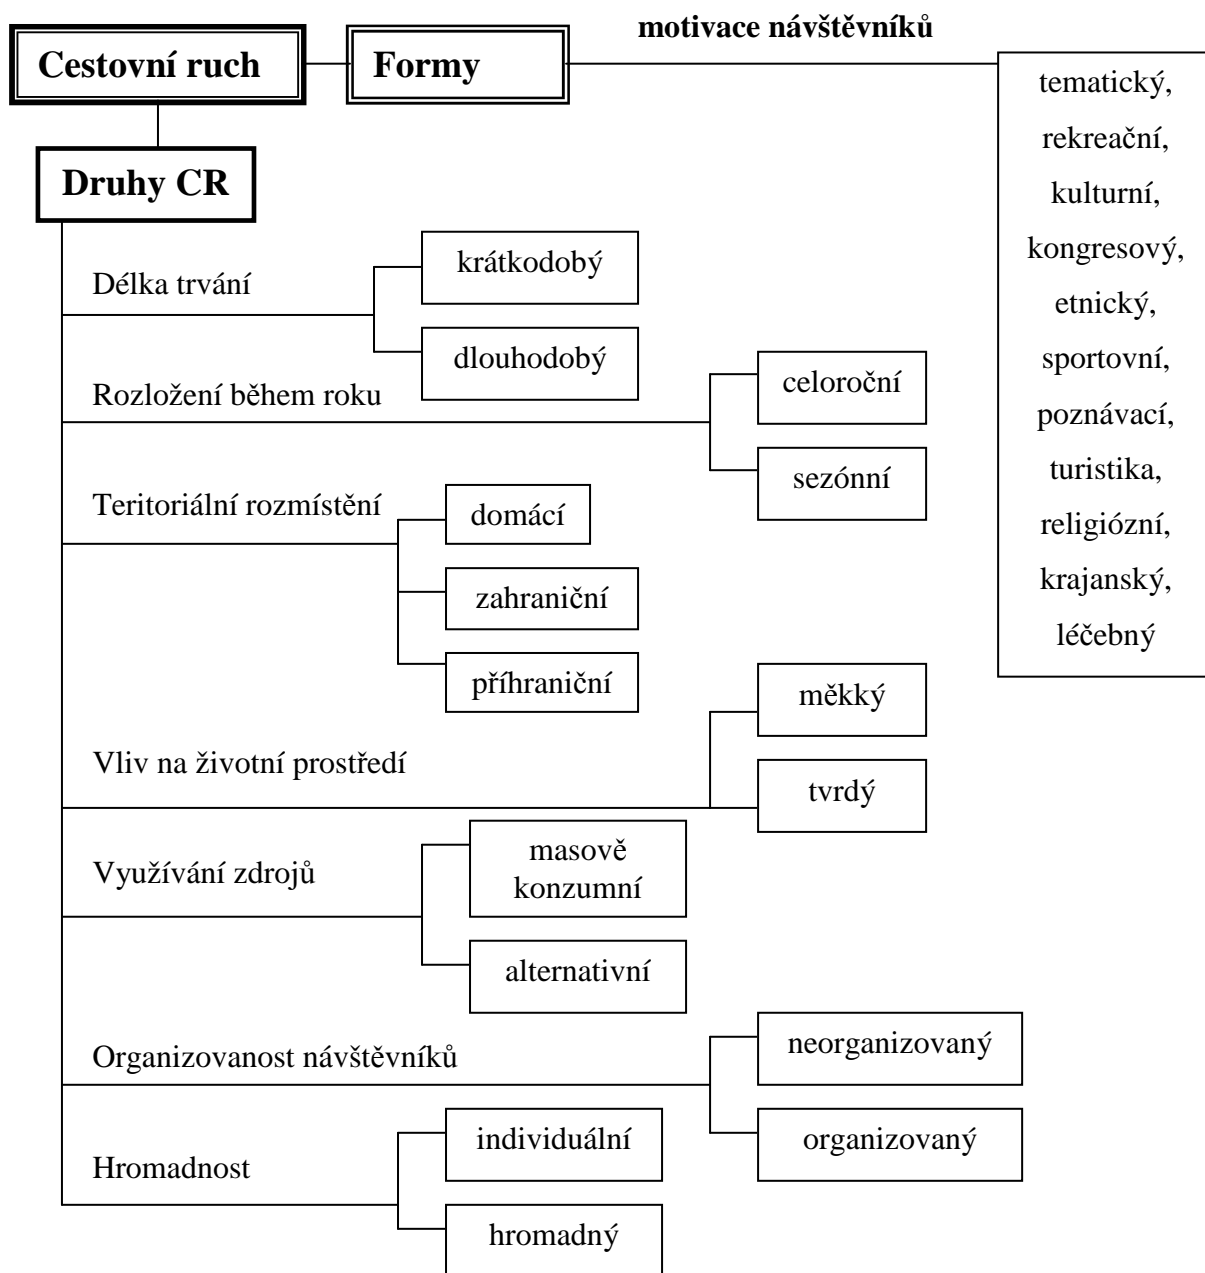 motivace návštěvníků
Cestovní ruch
Formy
tematický,
rekreační,
kulturní,
kongresový,
etnický,
sportovní,
poznávací,
turistika,
religiózní,
krajanský,
léčebný
Druhy CR
Délka trvání
krátkodobý
dlouhodobý
Rozložení během roku
celoroční
sezónní
Teritoriální rozmístění
domácí
zahraniční
příhraniční
Vliv na životní prostředí
měkký
tvrdý
Využívání zdrojů
masově
konzumní
alternativní
Organizovanost návštěvníků
neorganizovaný
organizovaný
Hromadnost
individuální
hromadný